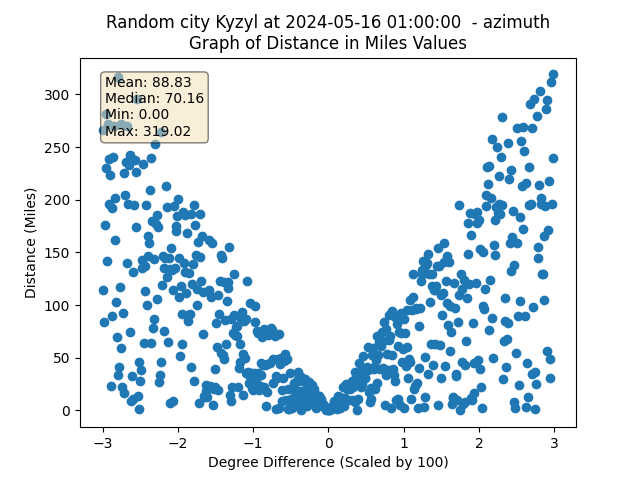 Random city Kyzyl at 2024-05-16 01:00:00  - azimuth
Graph of Distance in Miles Values
Mean: 88.83
Median: 70.16
Min: 0.00
Max: 319.02
Distance (Miles)
300
250
200
150
100
50
0
−3 −2 −1 0 1 2 3
Degree Difference (Scaled by 100)